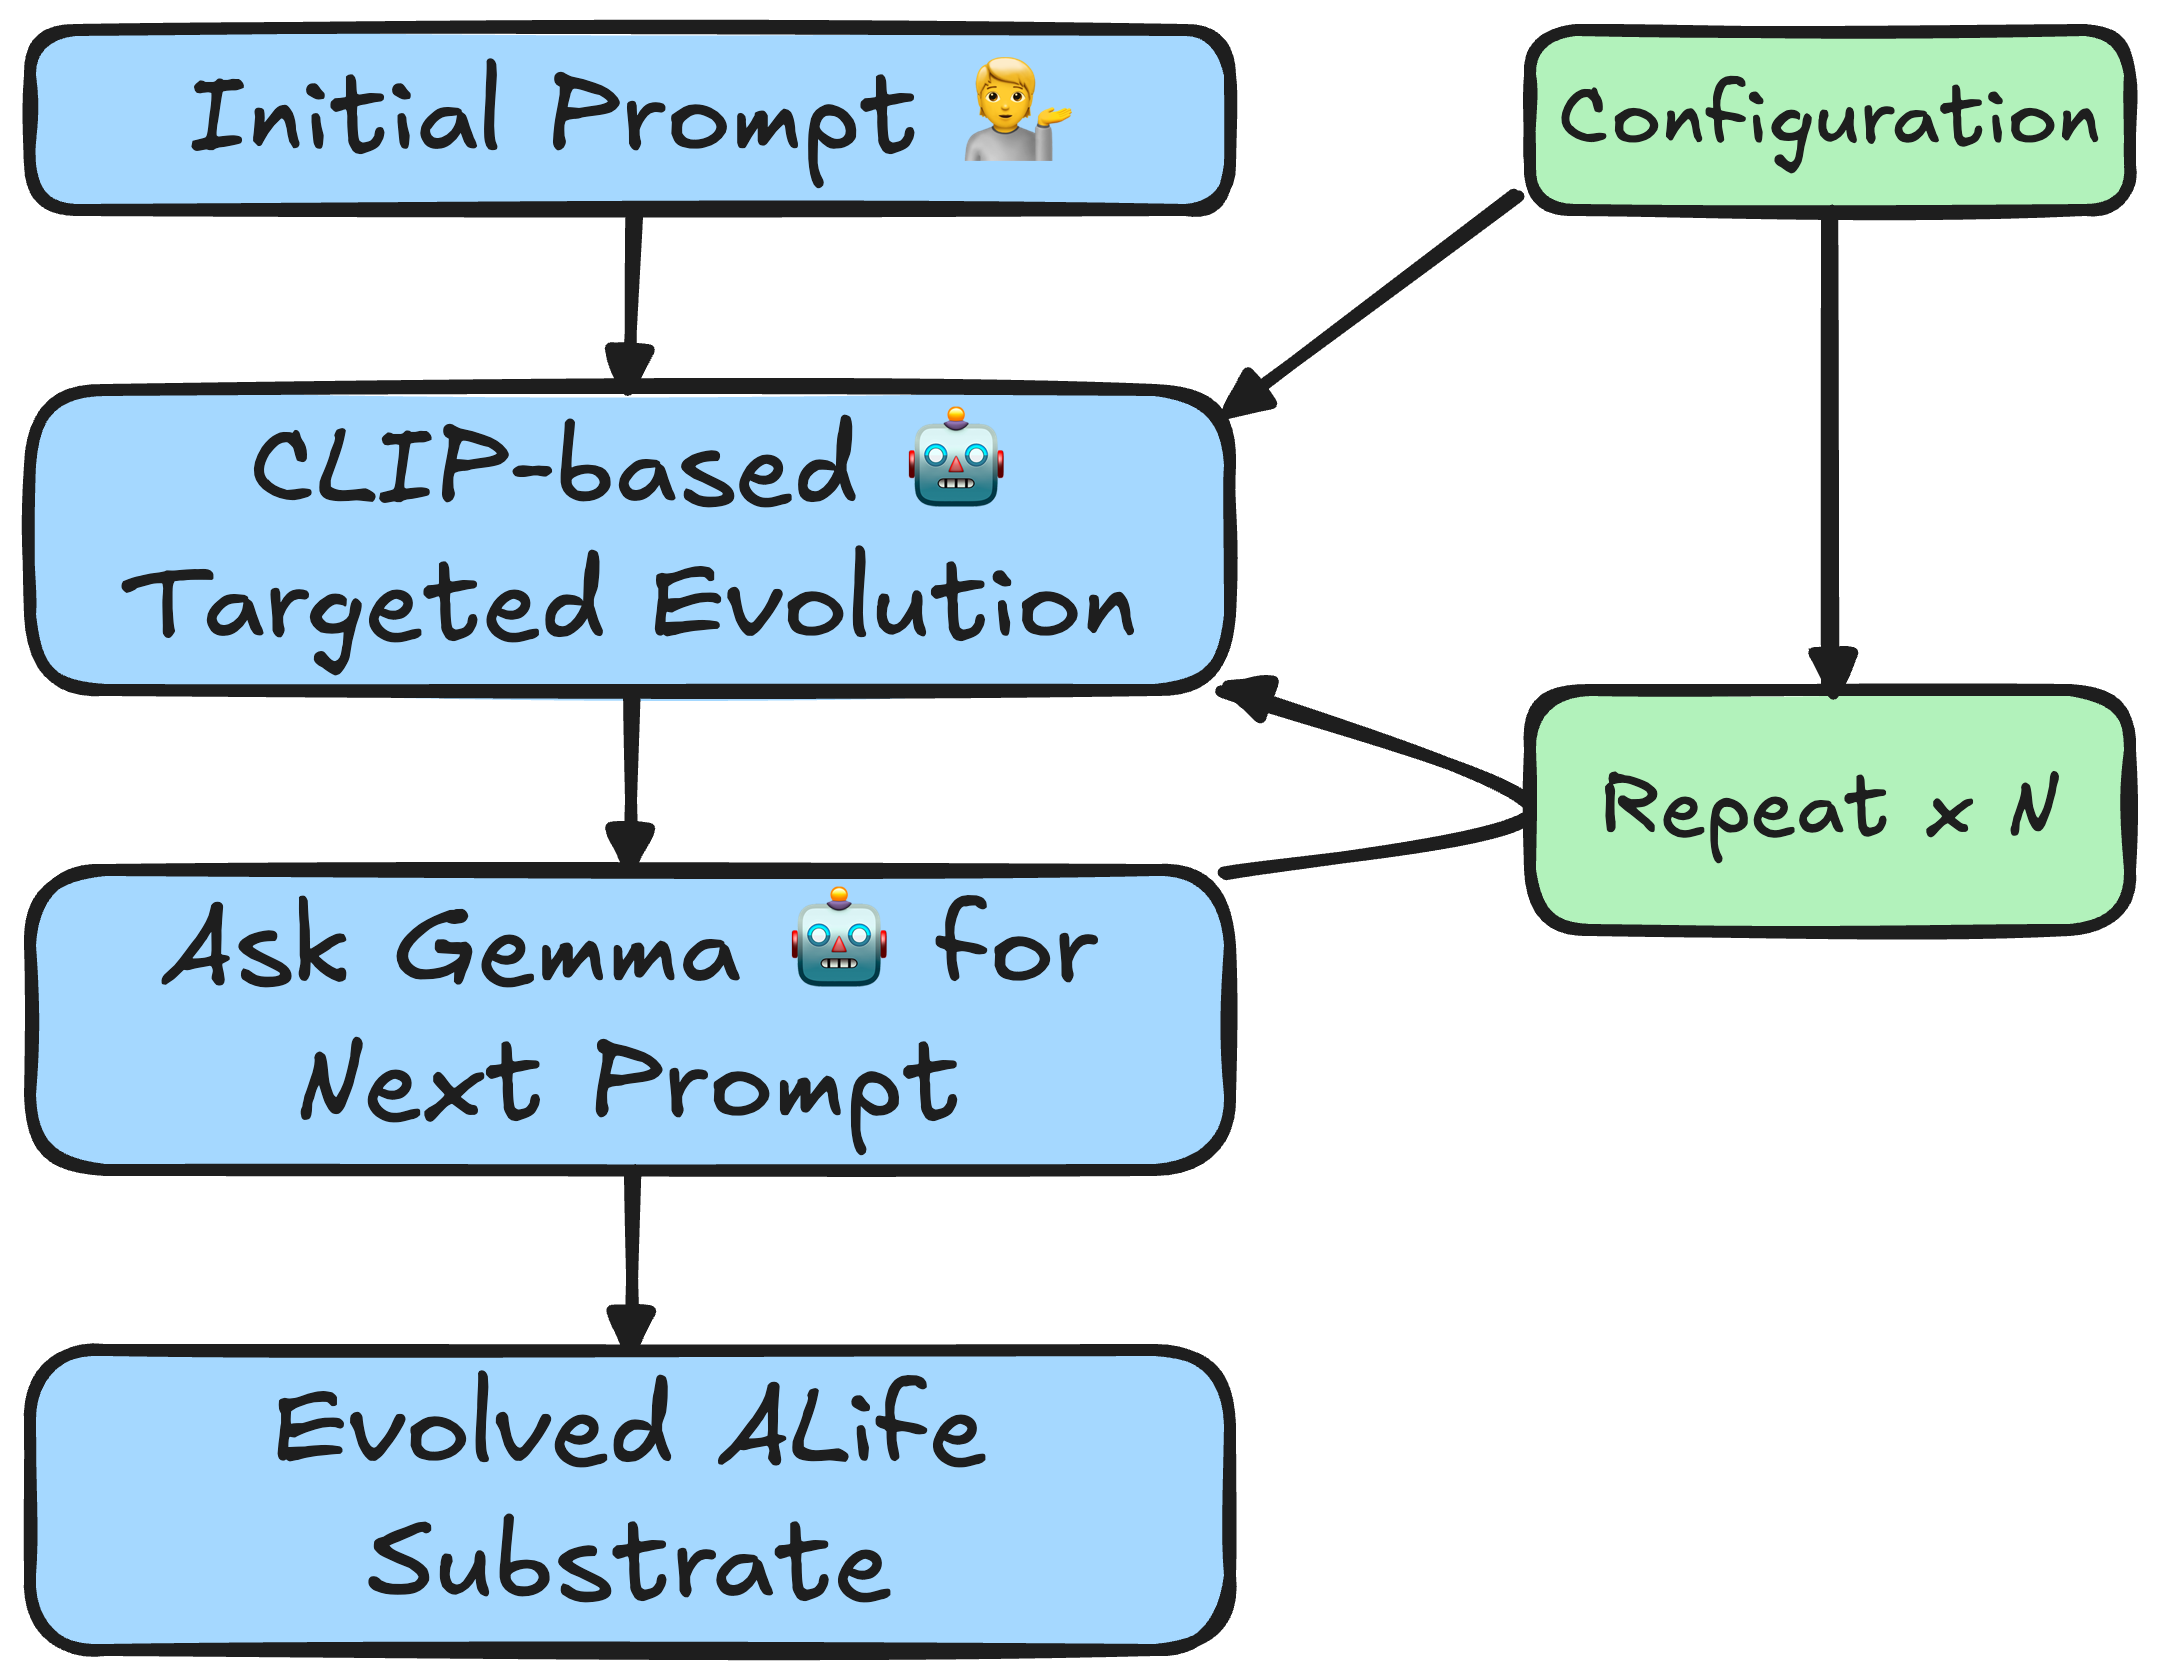 Initial Prompt 💁
Configuration
CLIP-based 🤖
Targeted Evolution
Repeat x N
Ask Gemma 🤖 for
Next Prompt
Evolved ALife
Substrate